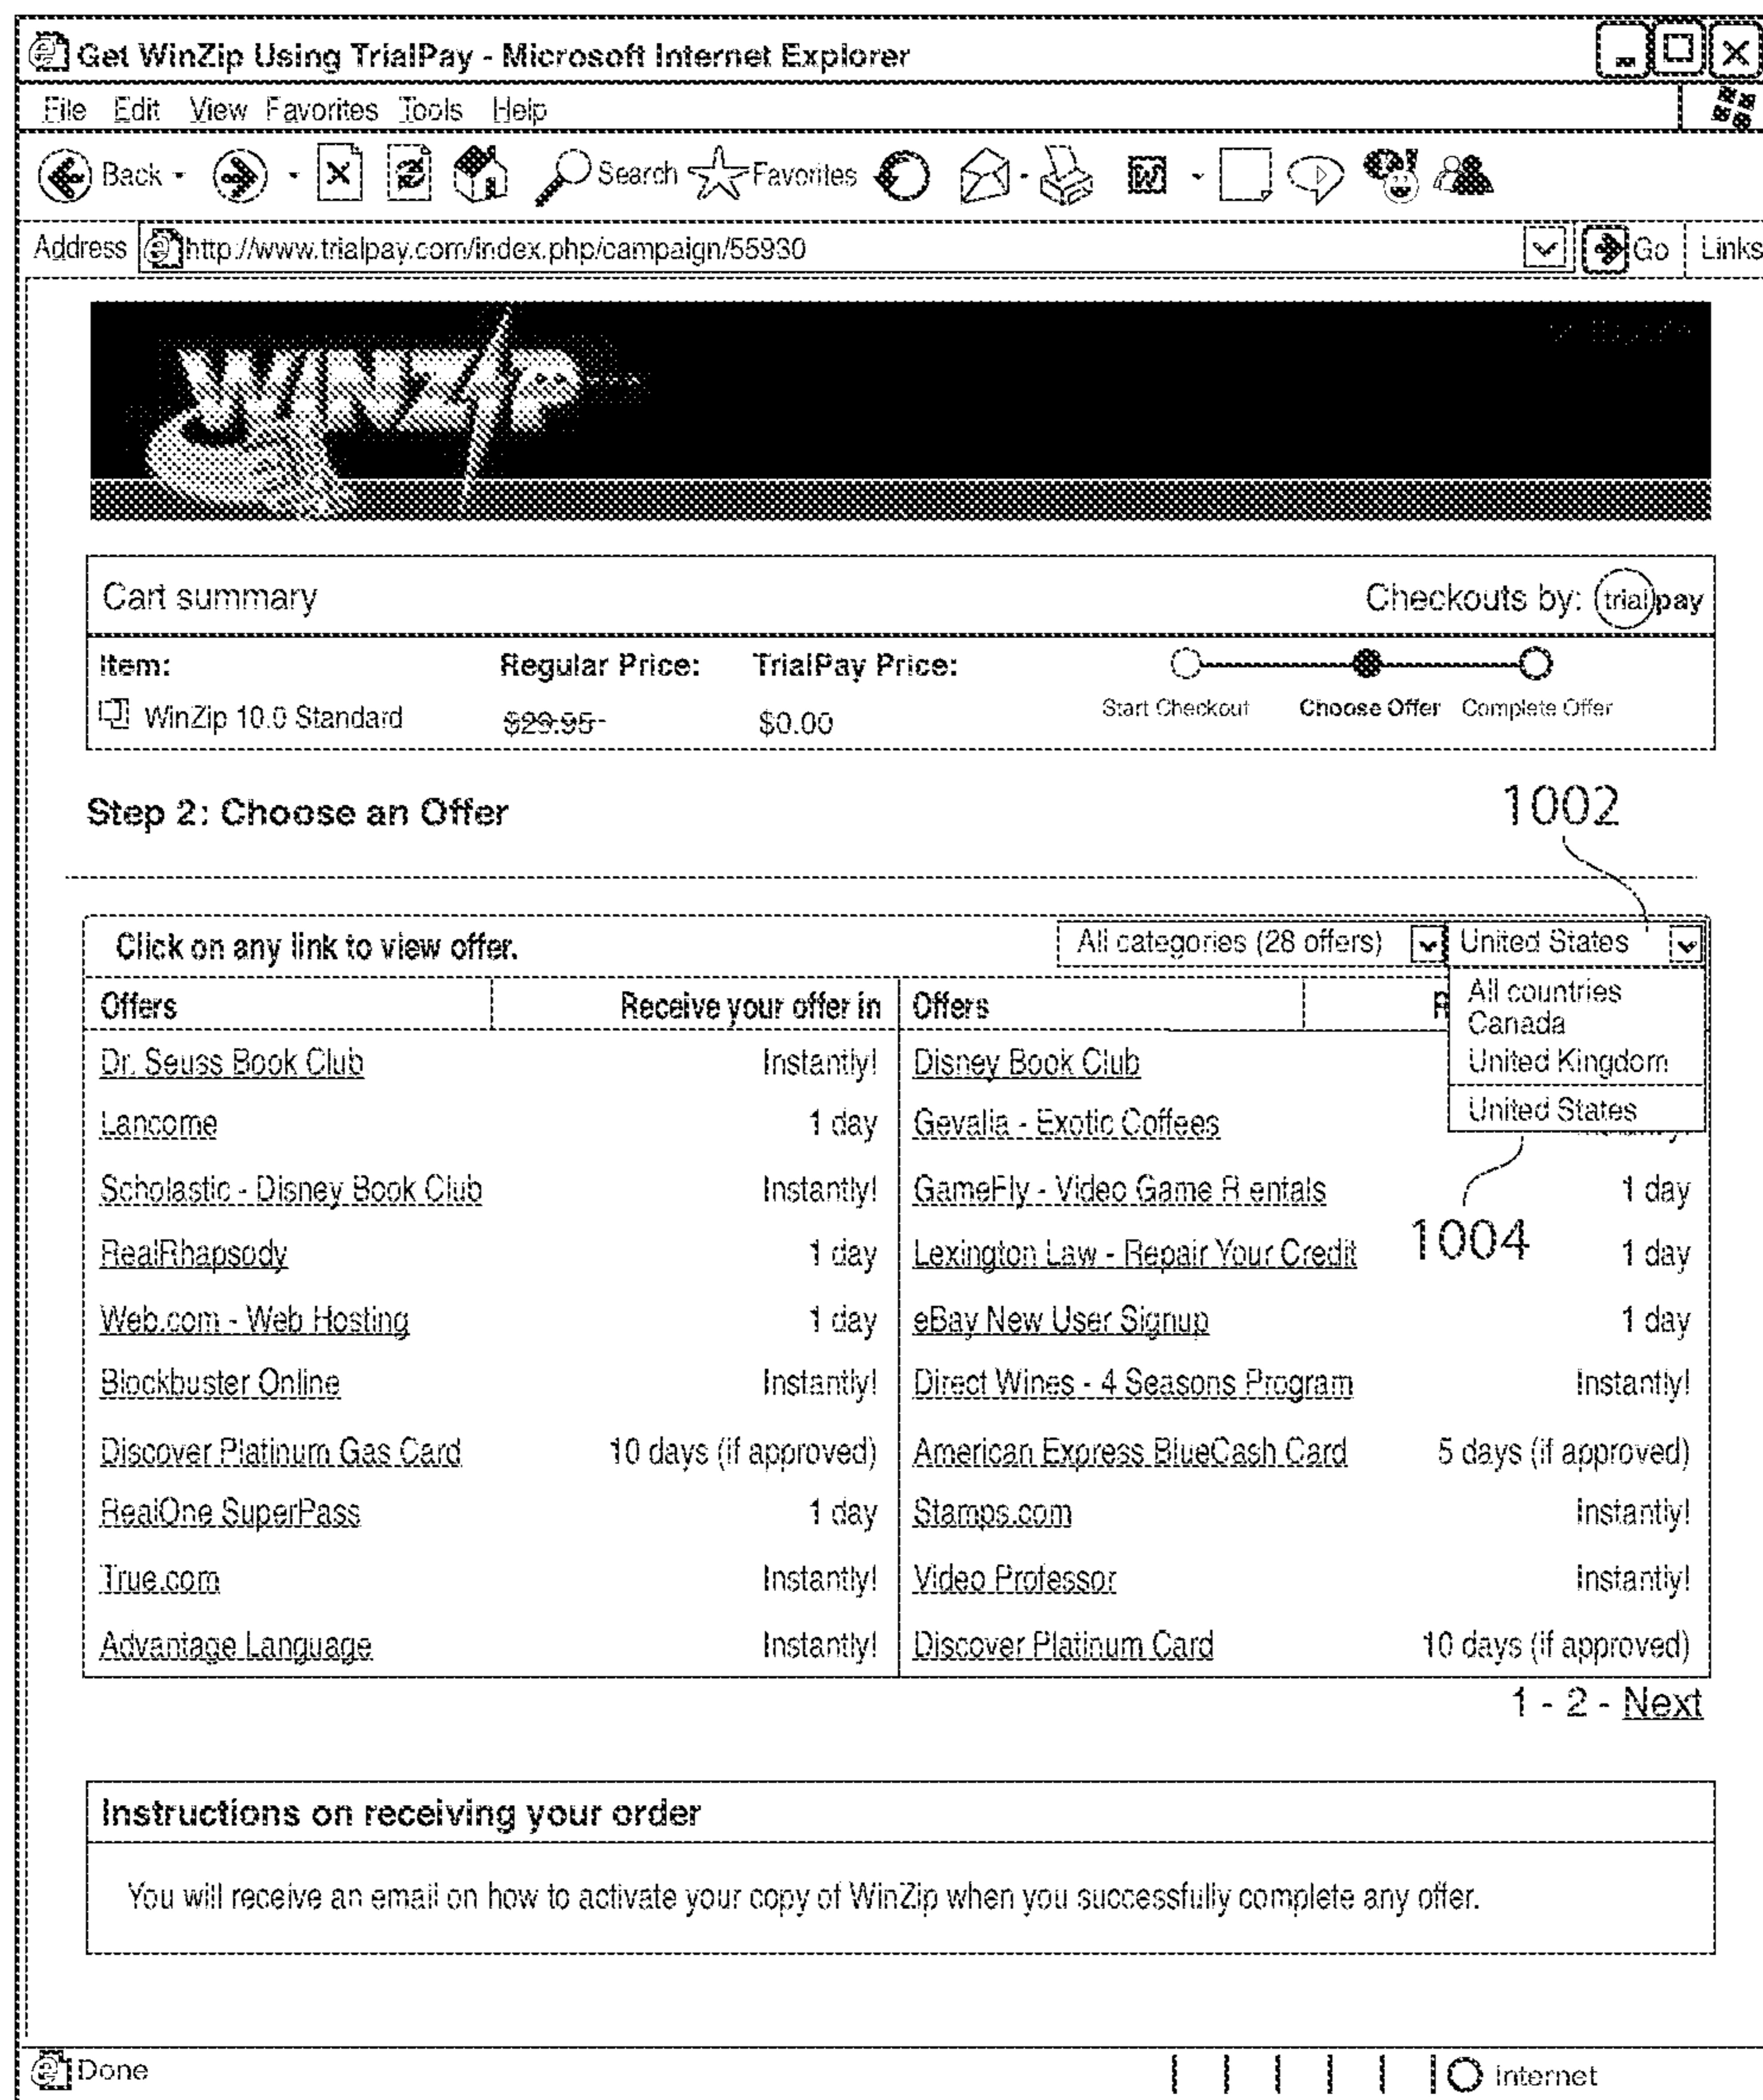 Get WinZip Using TrialPay - Microsoft Internet Explorer
File Edit View Favorites Tools Help
Back Search Favorites W
Address http://www.trialpay.com/index.php/campaign/55930 Go Links
WINZIP
Cart summary Checkouts by: trialpay
Item: Regular Price: TrialPay Price:
WinZip 10.0 Standard $29.95 $0.00 Start Checkout Choose Offer Complete Offer
Step 2: Choose an Offer
1002
Click on any link to view offer. All categories (28 offers) United States
All countries
Canada
United Kingdom
United States
1004
Offers Receive your offer in Offers R
Dr. Seuss Book Club Instantly! Disney Book Club
Lancome 1 day Gevalia - Exotic Coffees
Scholastic - Disney Book Club Instantly! GameFly - Video Game R entals 1 day
RealRhapsody 1 day Lexington Law - Repair Your Credit 1 day
Web.com - Web Hosting 1 day eBay New User Signup 1 day
Blockbuster Online Instantly! Direct Wines - 4 Seasons Program Instantly!
Discover Platinum Gas Card 10 days (if approved) American Express BlueCash Card 5 days (if approved)
RealOne SuperPass 1 day Stamps.com Instantly!
True.com Instantly! Video Professor Instantly!
Advantage Language Instantly! Discover Platinum Card 10 days (if approved)
1 - 2 - Next
Instructions on receiving your order
You will receive an email on how to activate your copy of WinZip when you successfully complete any offer.
Done Internet